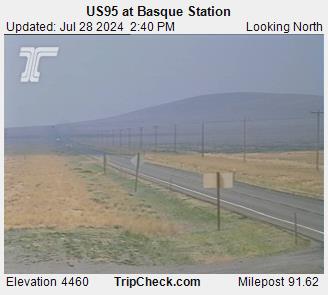 US95 at Basque Station
Updated: Jul 28 2024 2:40 PM Looking North
Elevation 4460 TripCheck.com Milepost 91.62